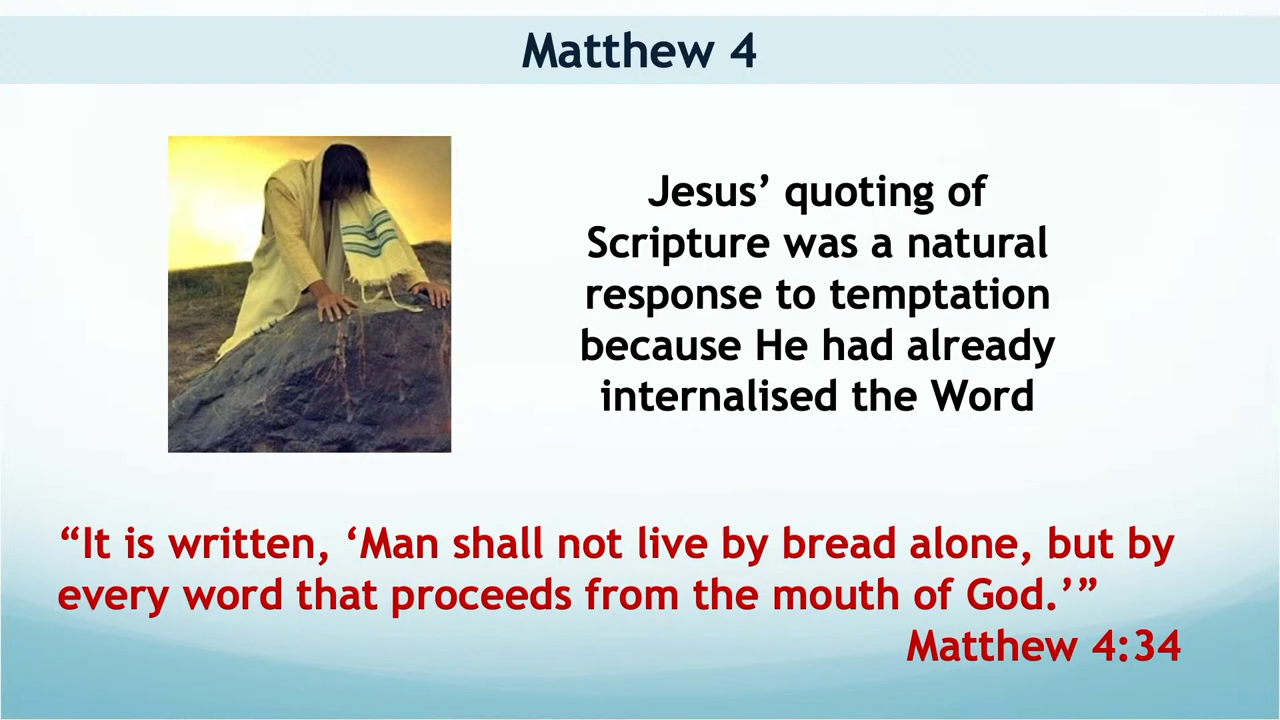 Matthew 4
Jesus’ quoting of
Scripture was a natural
response to temptation
because He had already
internalised the Word
“It is written, ‘Man shall not live by bread alone, but by
every word that proceeds from the mouth of God.’”
Matthew 4:34